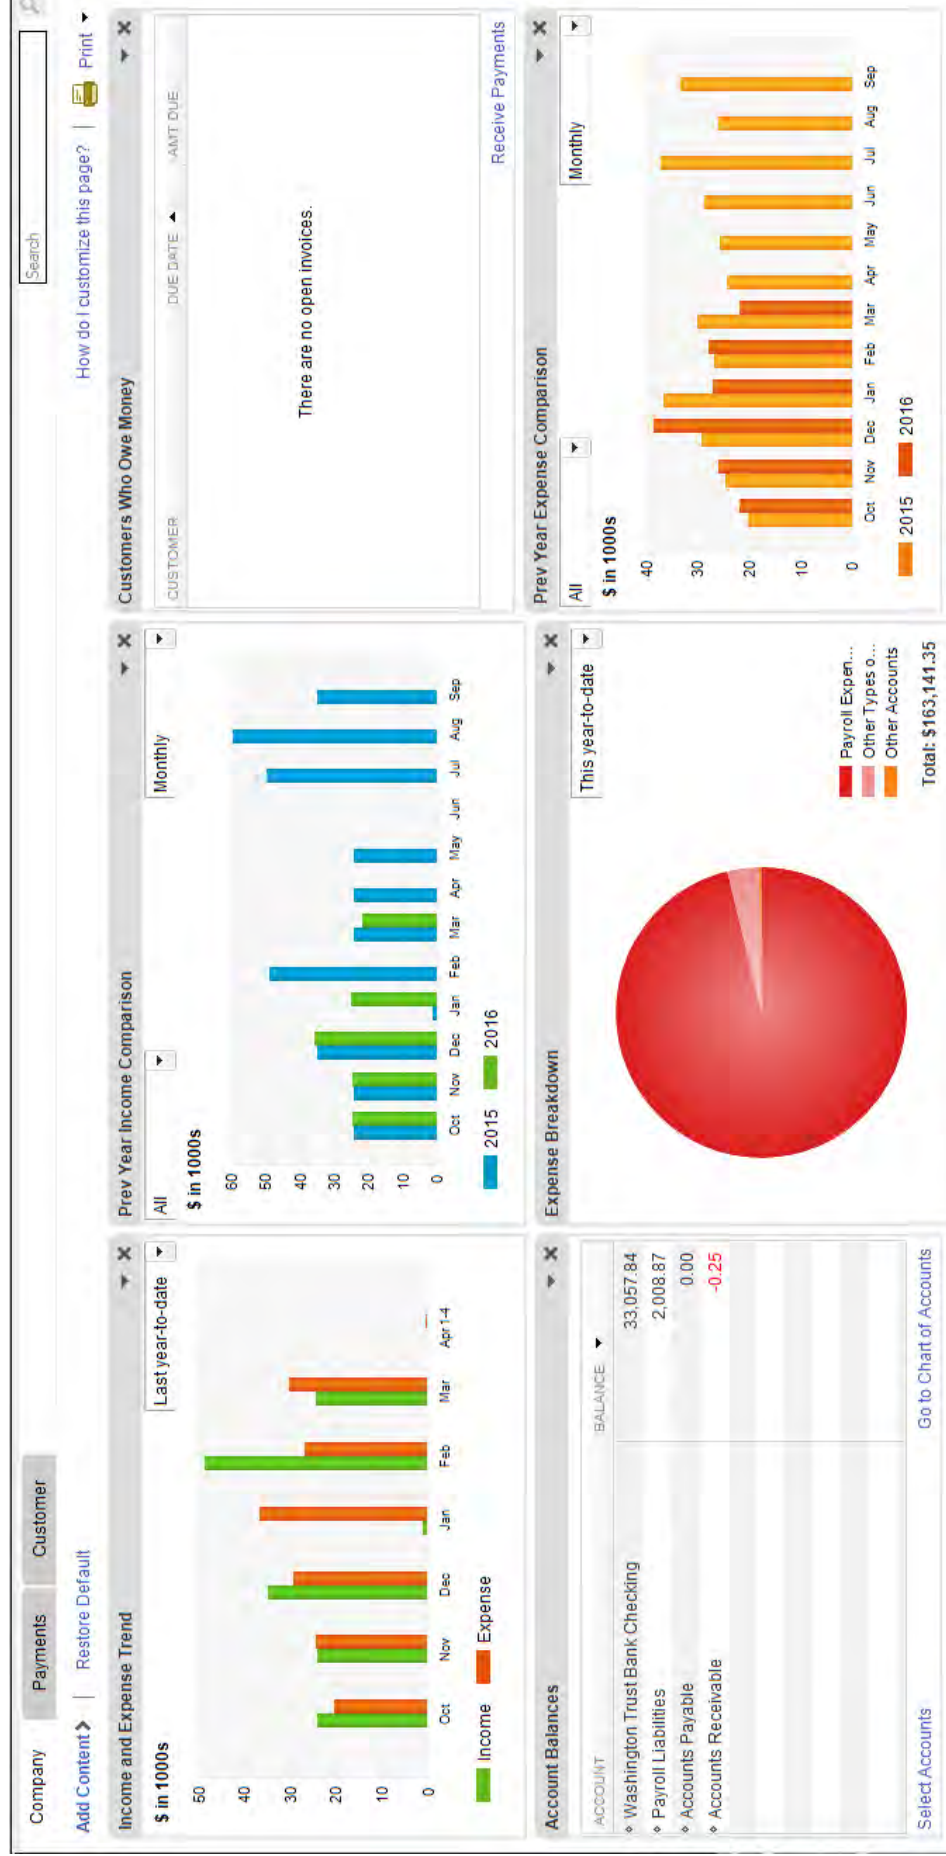 Company Payments Customer
Search
Add Content > | Restore Default
How do I customize this page? | Print
Income and Expense Trend
Last year-to-date
$ in 1000s
50
40
30
20
10
0
Oct Nov Dec Jan Feb Mar Apr 1-4
Income Expense
Prev Year Income Comparison
All
Monthly
$ in 1000s
60
50
40
30
20
10
0
Oct Nov Dec Jan Feb Mar Apr May Jun Jul Aug Sep
2015 2016
Customers Who Owe Money
CUSTOMER DUE DATE AMT DUE
There are no open invoices.
Receive Payments
Account Balances
ACCOUNT BALANCE
Washington Trust Bank Checking 33,057.84
Payroll Liabilities 2,008.87
Accounts Payable 0.00
Accounts Receivable -0.25
Select Accounts Go to Chart of Accounts
Expense Breakdown
This year-to-date
Payroll Expen...
Other Types o...
Other Accounts
Total: $163,141.35
Prev Year Expense Comparison
All
Monthly
$ in 1000s
40
30
20
10
0
Oct Nov Dec Jan Feb Mar Apr May Jun Jul Aug Sep
2015 2016